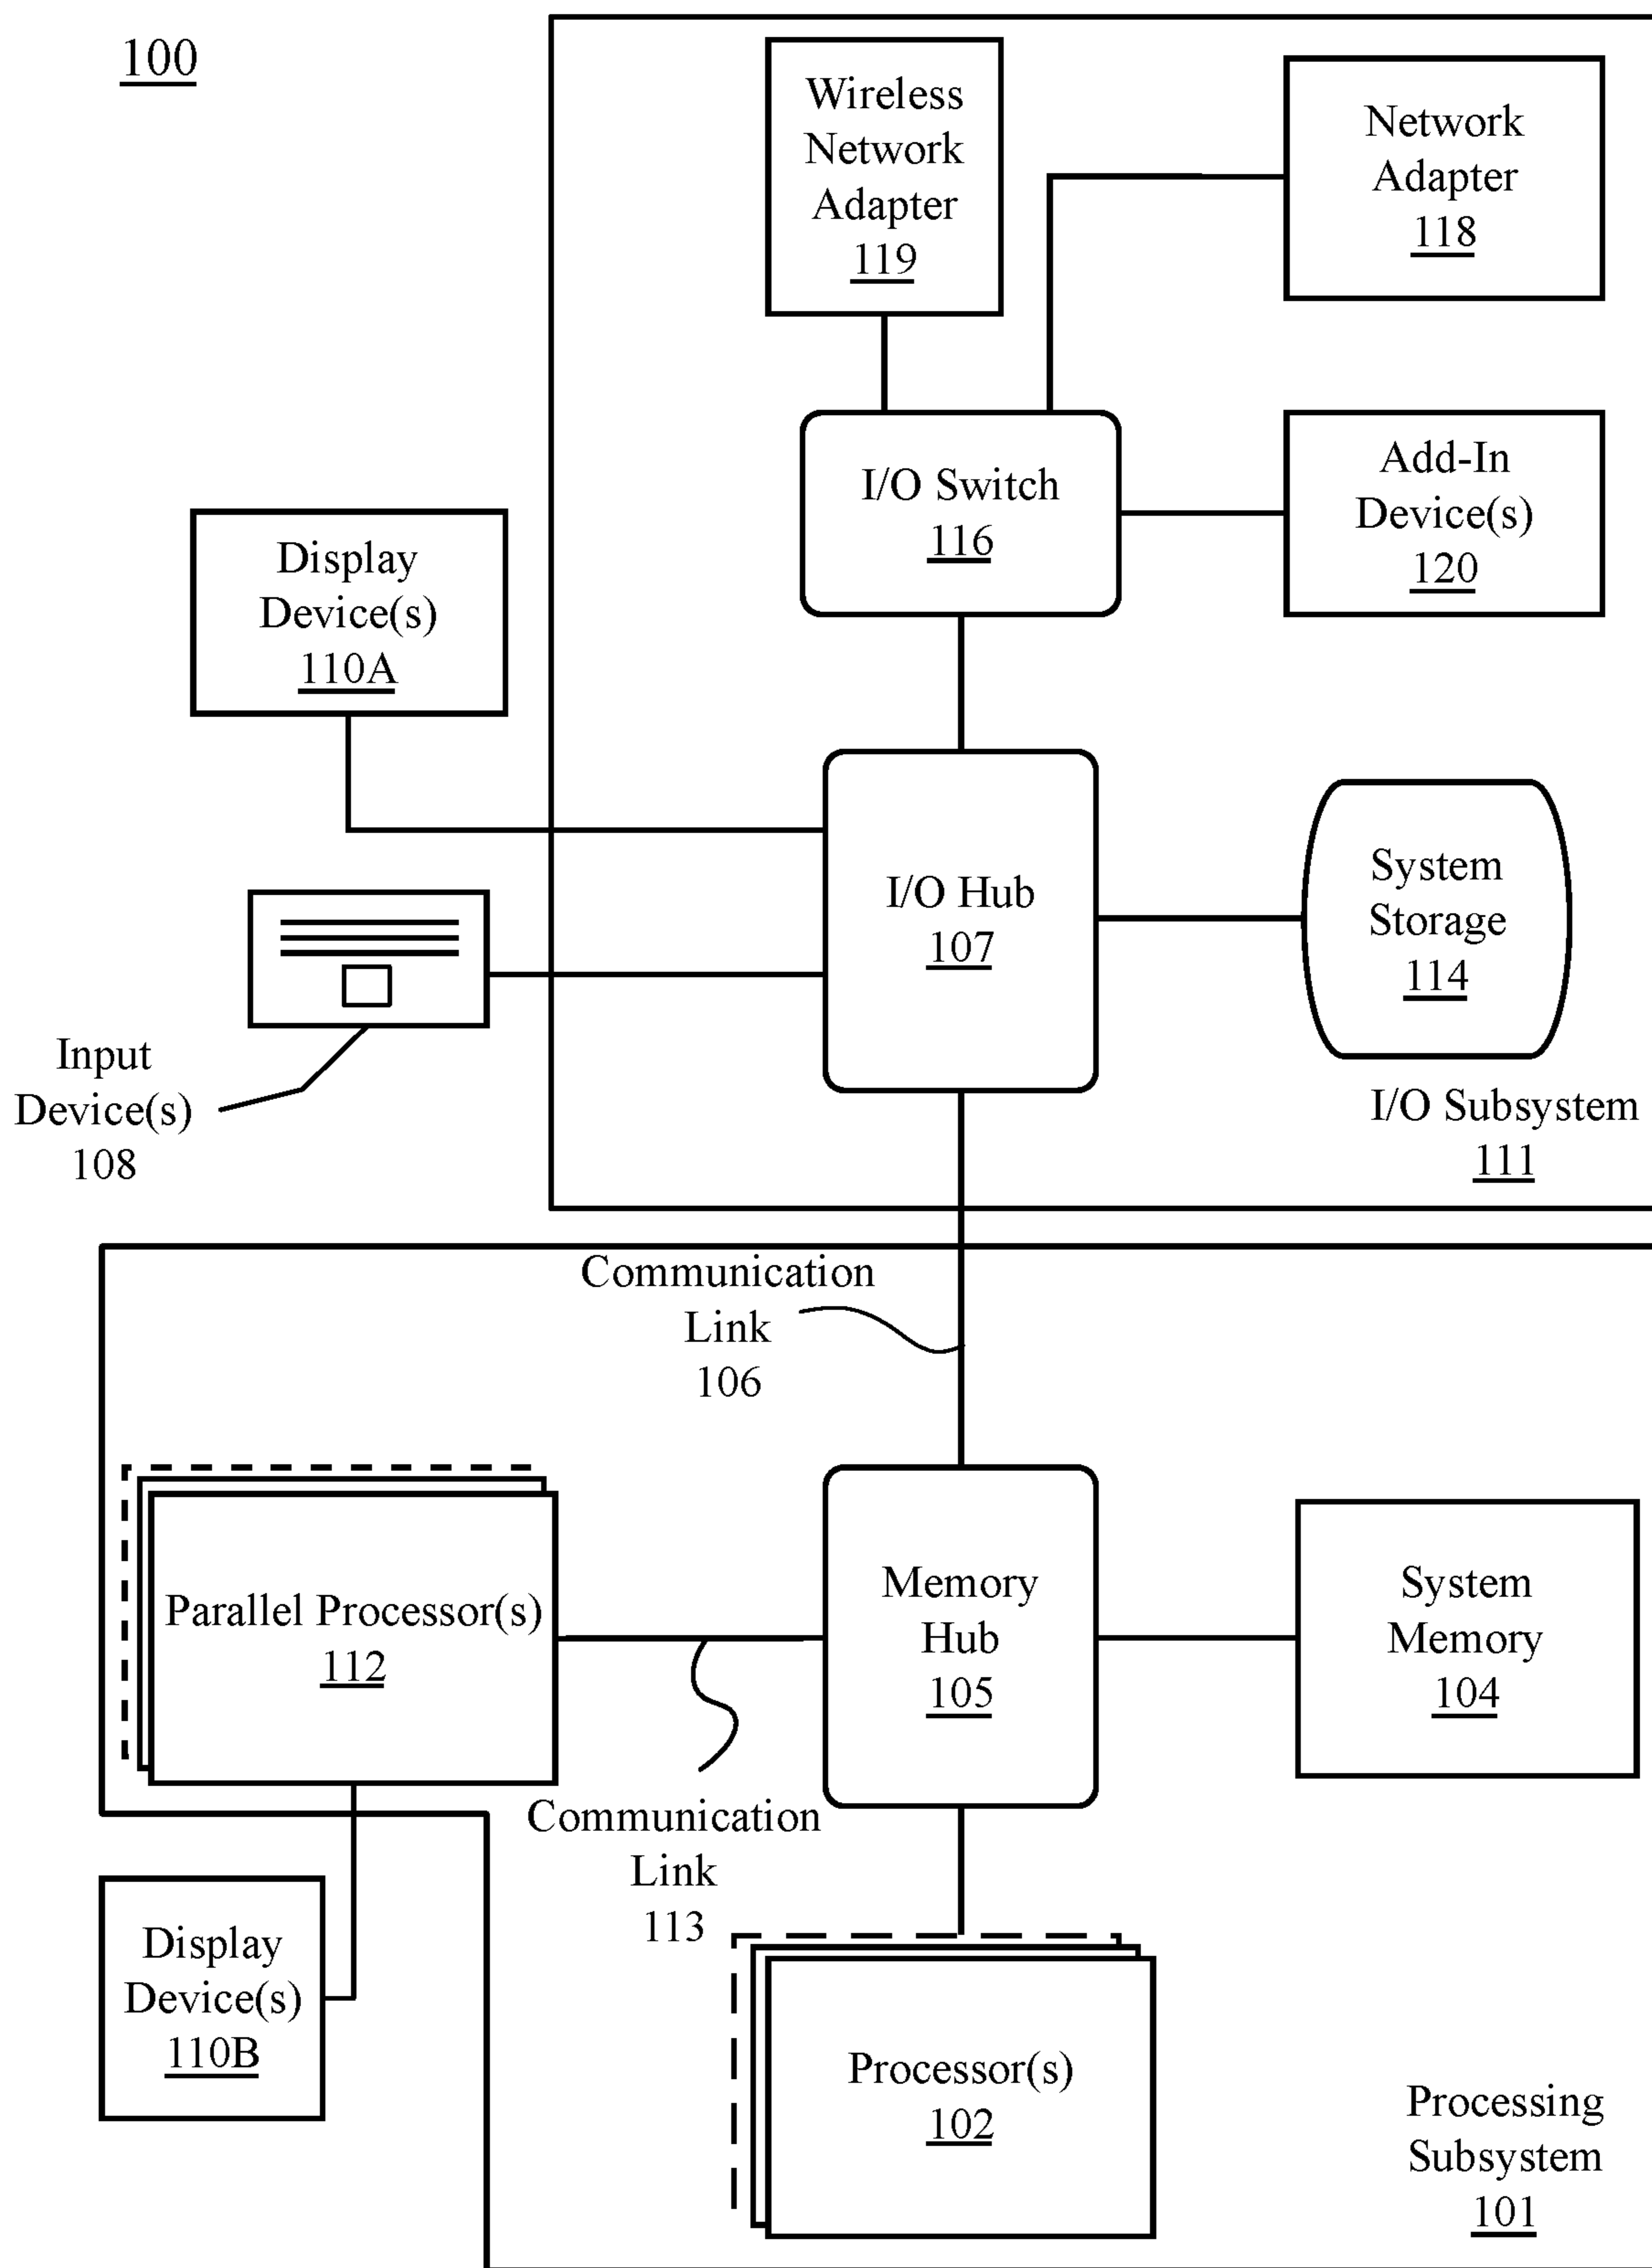 100
Wireless
Network
Adapter
119
Network
Adapter
118
I/O Switch
116
Add-In
Device(s)
120
Display
Device(s)
110A
I/O Hub
107
System
Storage
114
Input
Device(s)
108
I/O Subsystem
111
Communication
Link
106
Parallel Processor(s)
112
Memory
Hub
105
System
Memory
104
Communication
Link
113
Display
Device(s)
110B
Processor(s)
102
Processing
Subsystem
101